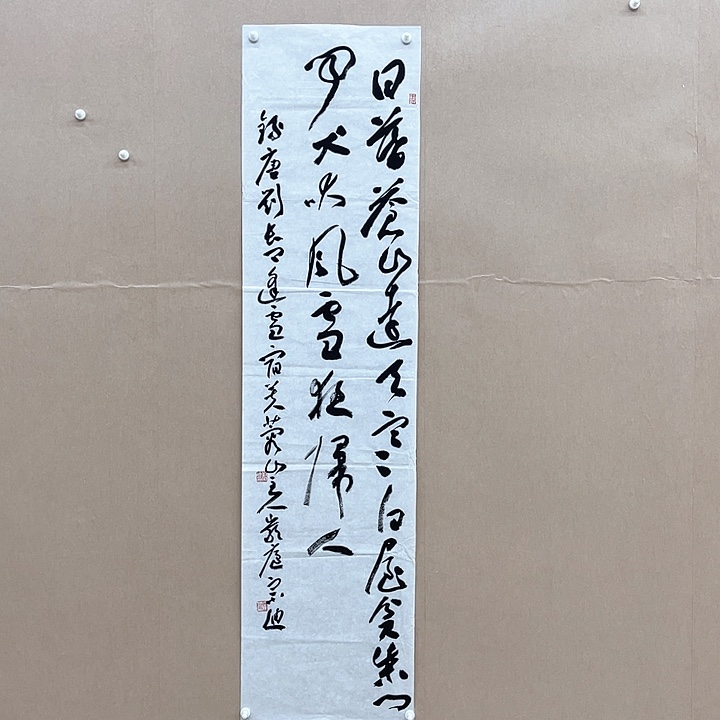 日暮蒼山遠天寒白屋貧柴門
聞犬吠風雪夜歸人
錄唐劉長卿逢雪宿芙蓉山主人